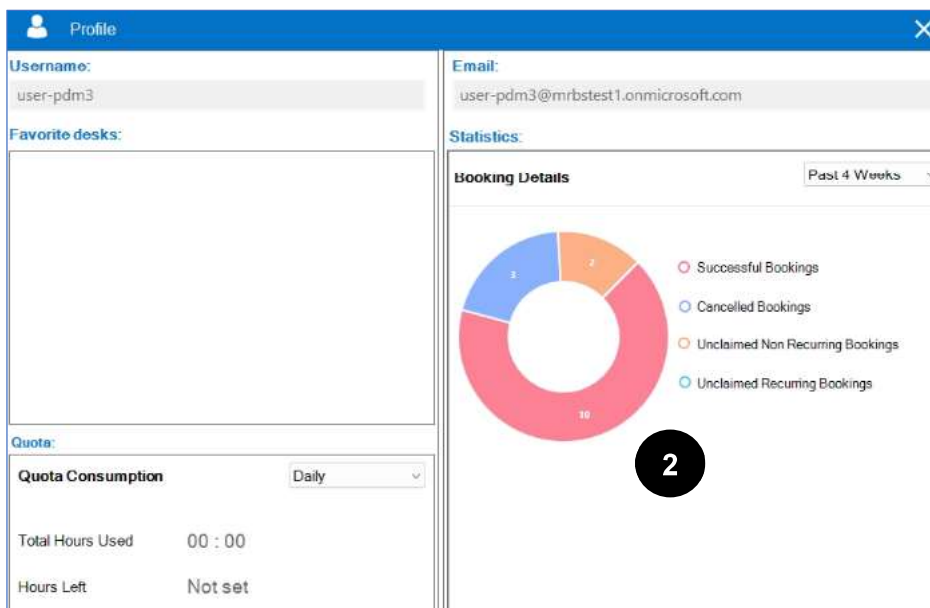 Profile
Username:
user-pdm3
Favorite desks:
Quota:
Quota Consumption
Daily
Total Hours Used 00 : 00
Hours Left Not set
Email:
user-pdm3@mrbstest1.onmicrosoft.com
Statistics:
Booking Details
Past 4 Weeks
3
2
10
Successful Bookings
Cancelled Bookings
Unclaimed Non Recurring Bookings
Unclaimed Recurring Bookings
2